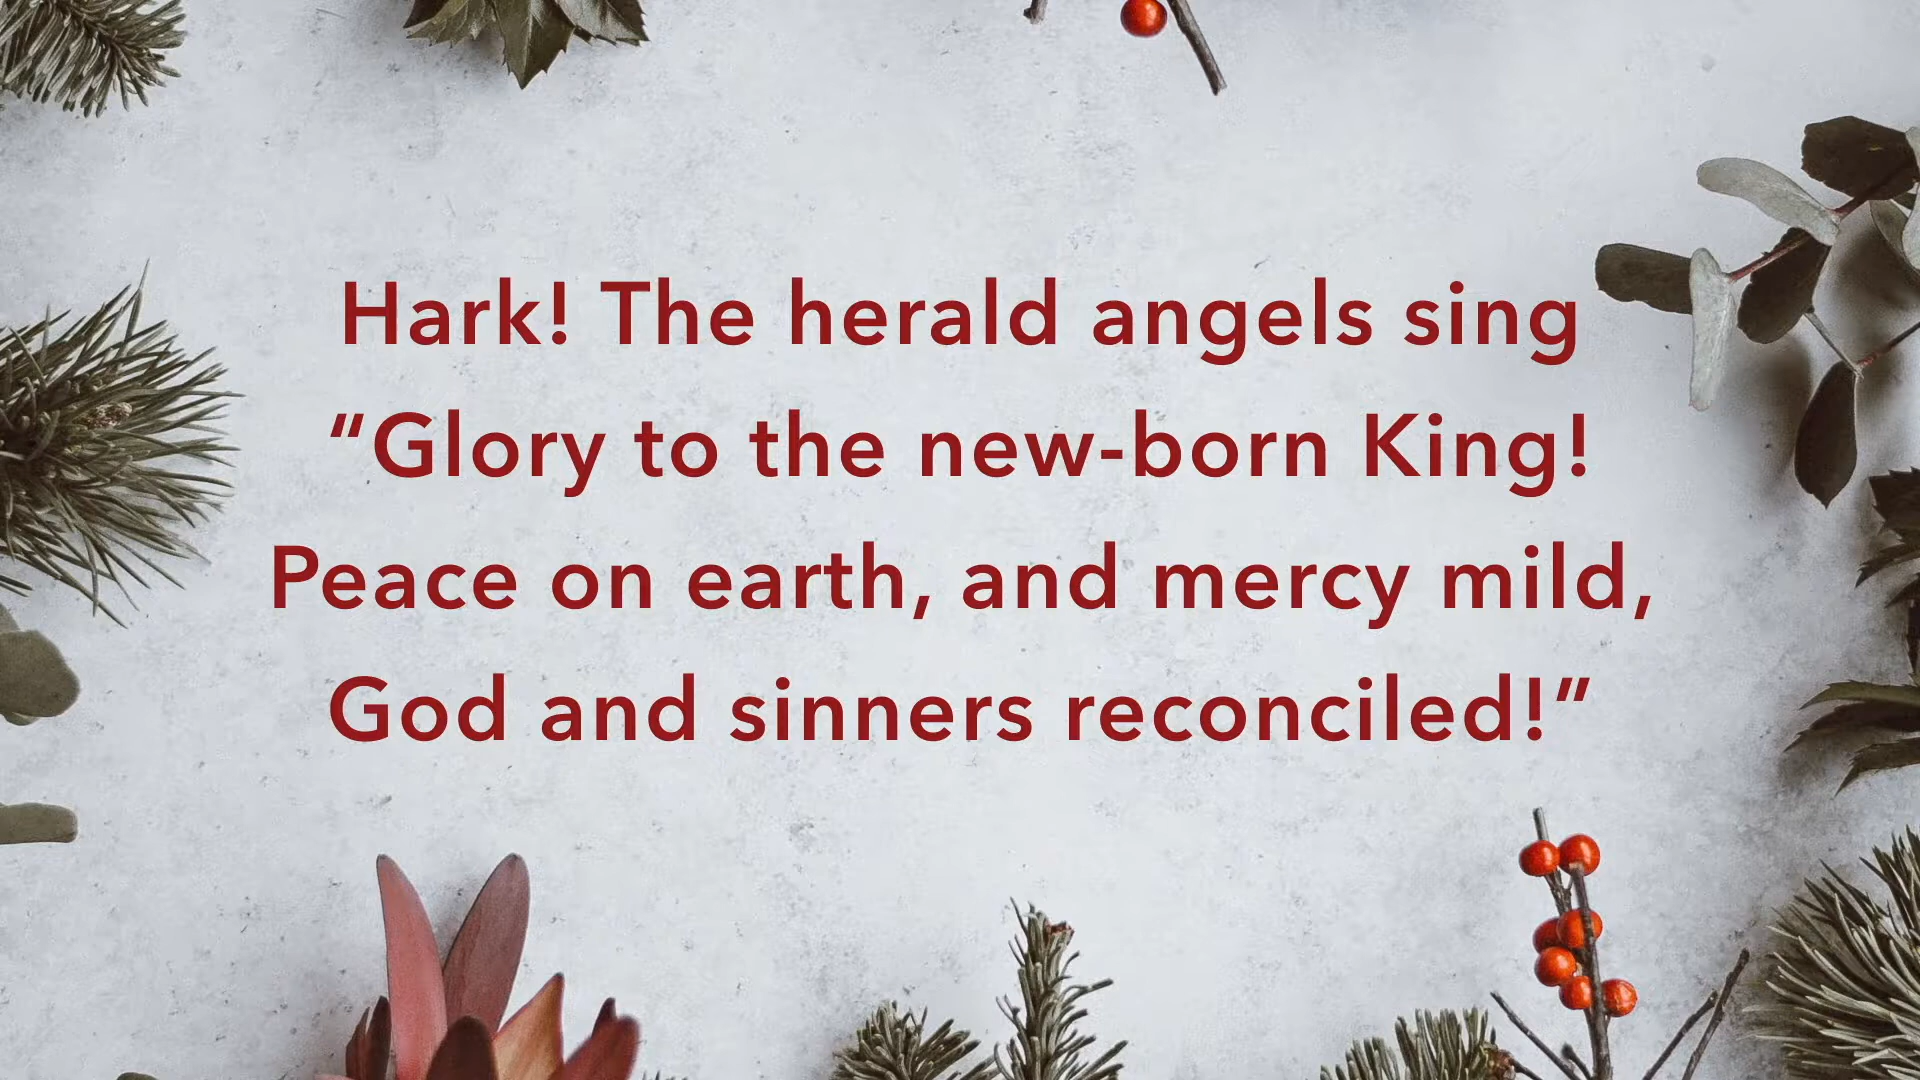 Hark! The herald angels sing
“Glory to the new-born King!
Peace on earth, and mercy mild,
God and sinners reconciled!”